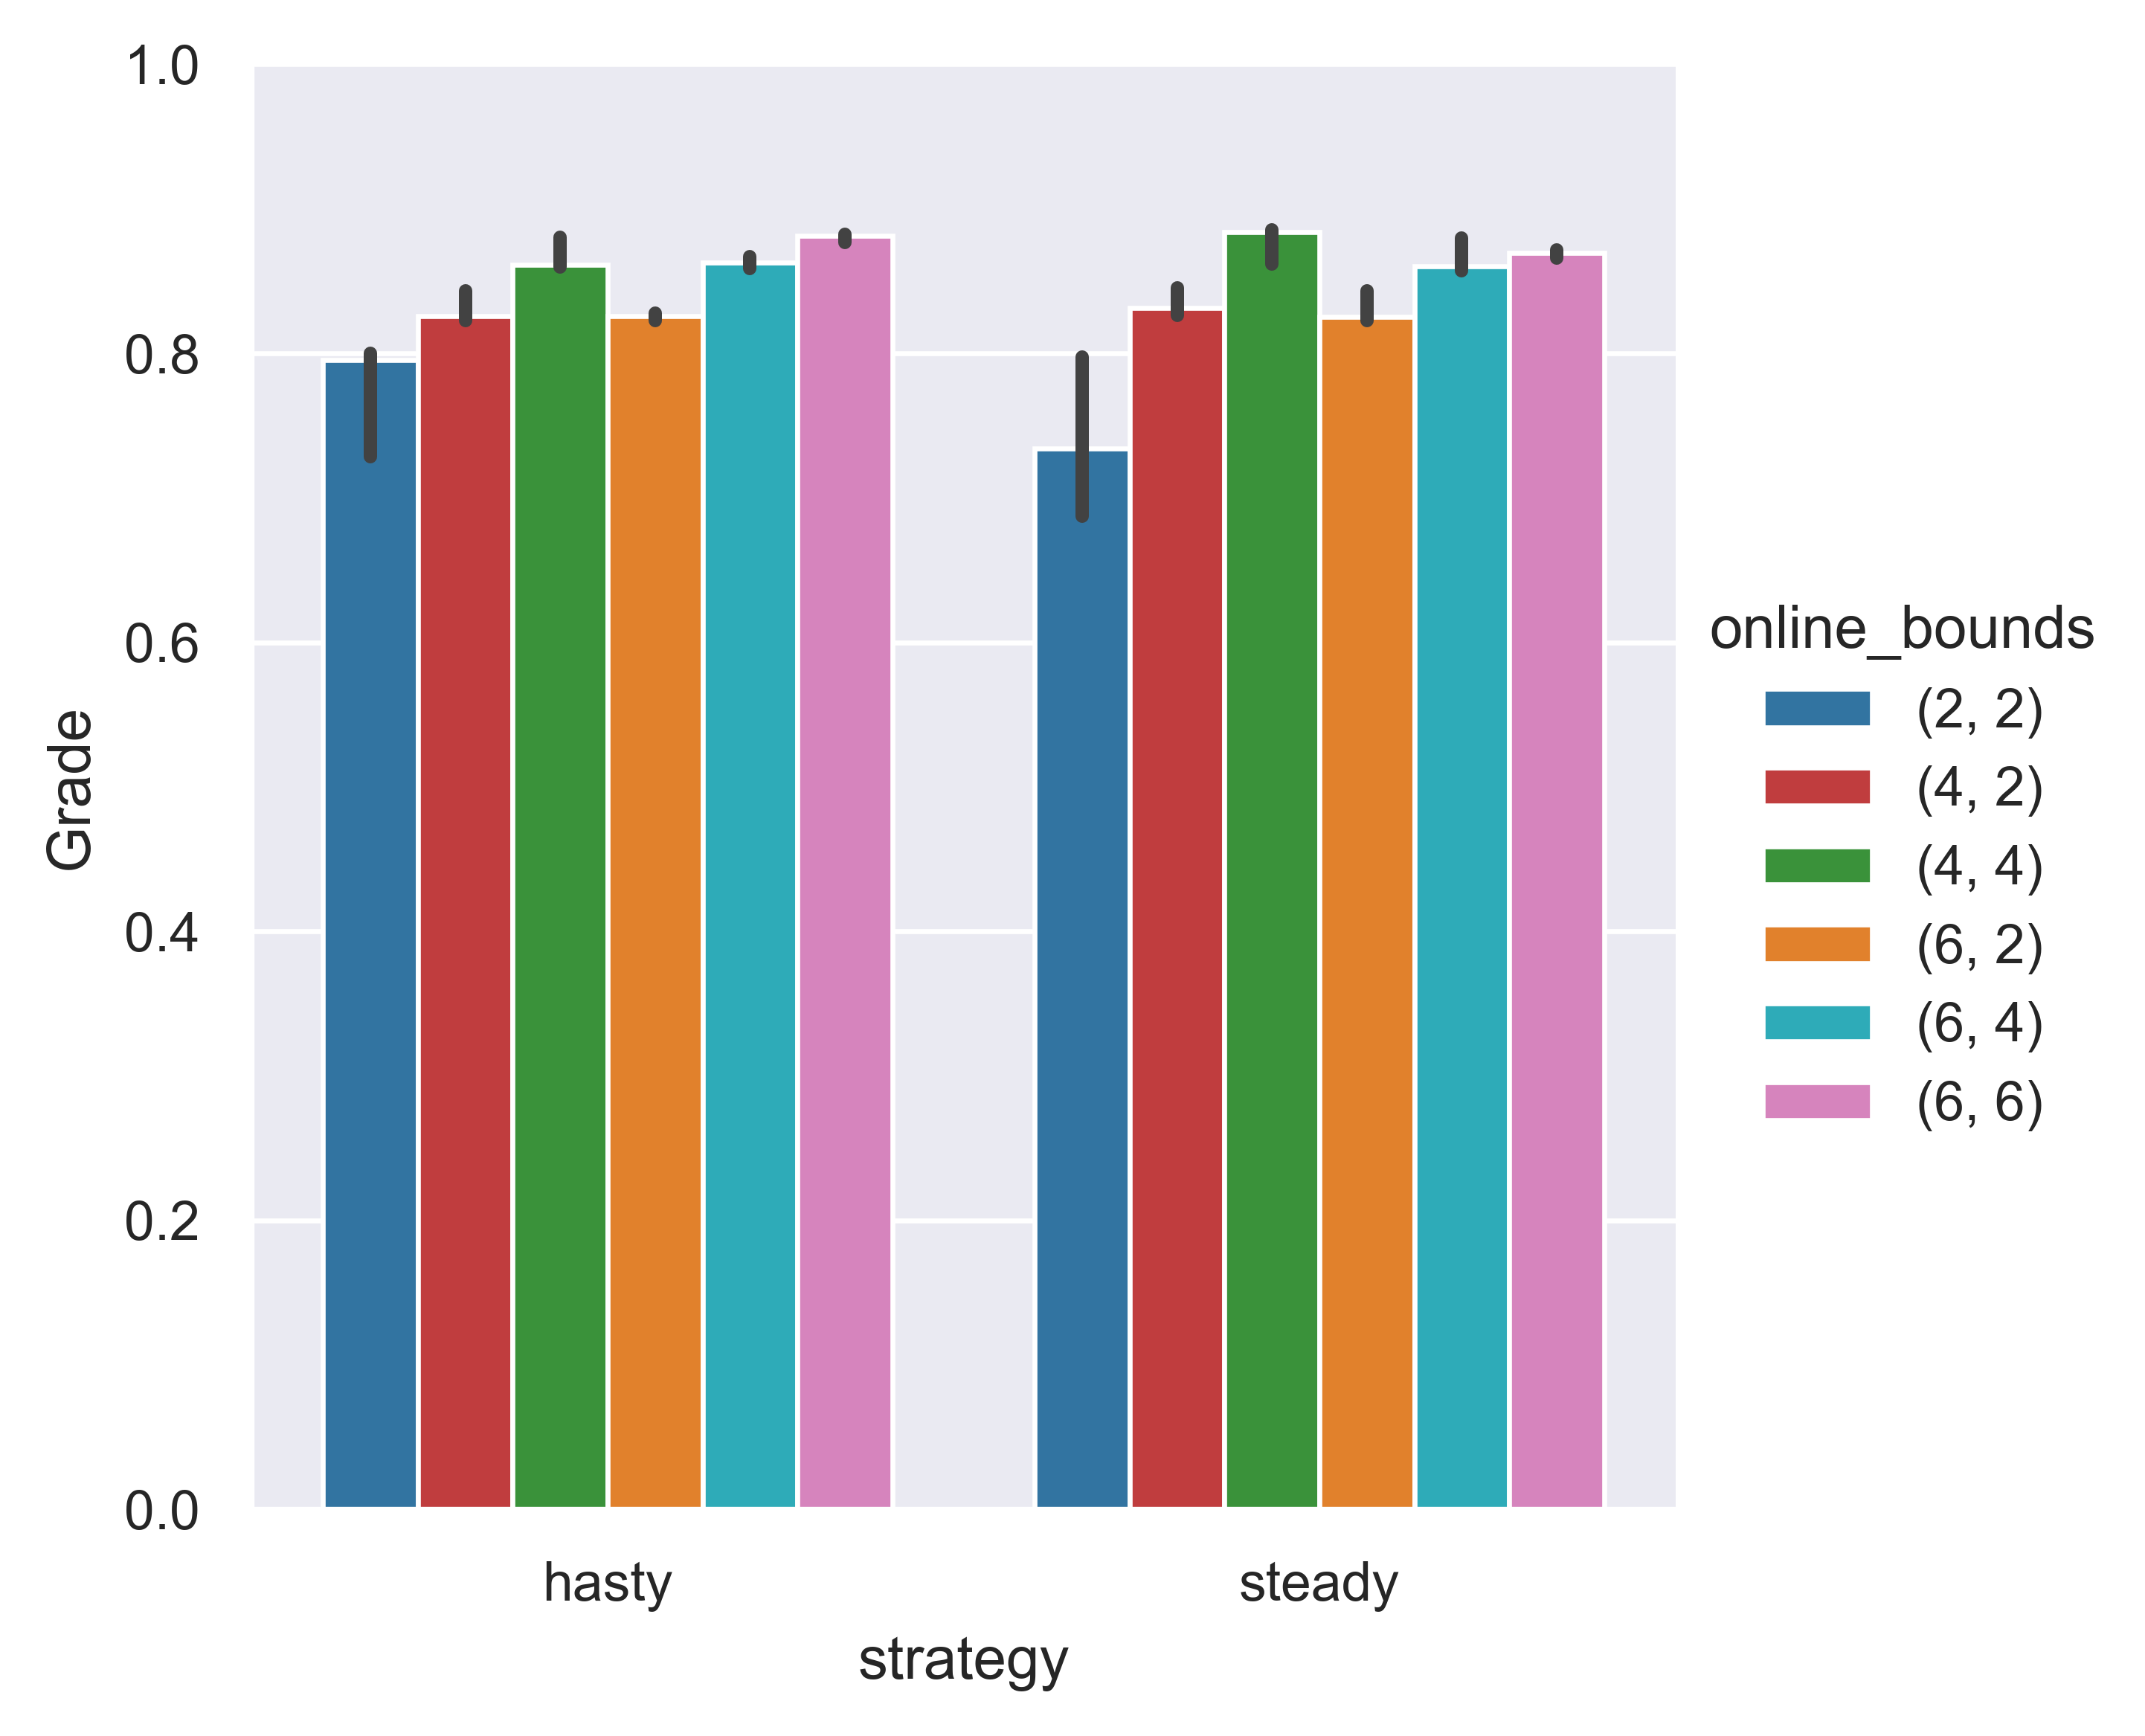 1.0
0.8
0.6
0.4
0.2
0.0
Grade
hasty
steady
strategy
online_bounds
(2, 2)
(4, 2)
(4, 4)
(6, 2)
(6, 4)
(6, 6)